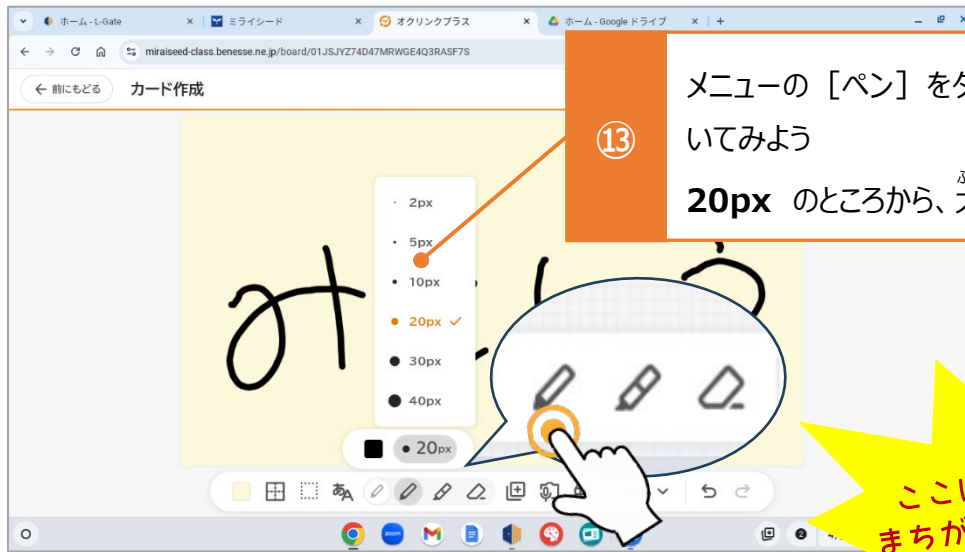 ホーム - L-Gate
ミライシード
オクリンクプラス
ホーム - Google ドライブ
miraiseed-class.benesse.ne.jp/board/01JSJYZ74D47MRWGE4Q3RASF7S
前にもどる
カード作成
⑬
メニューの［ペン］を
いてみよう
20px のところから、
2px
5px
10px
20px
30px
40px
20px
あA
zoom
ここ
まちが
2